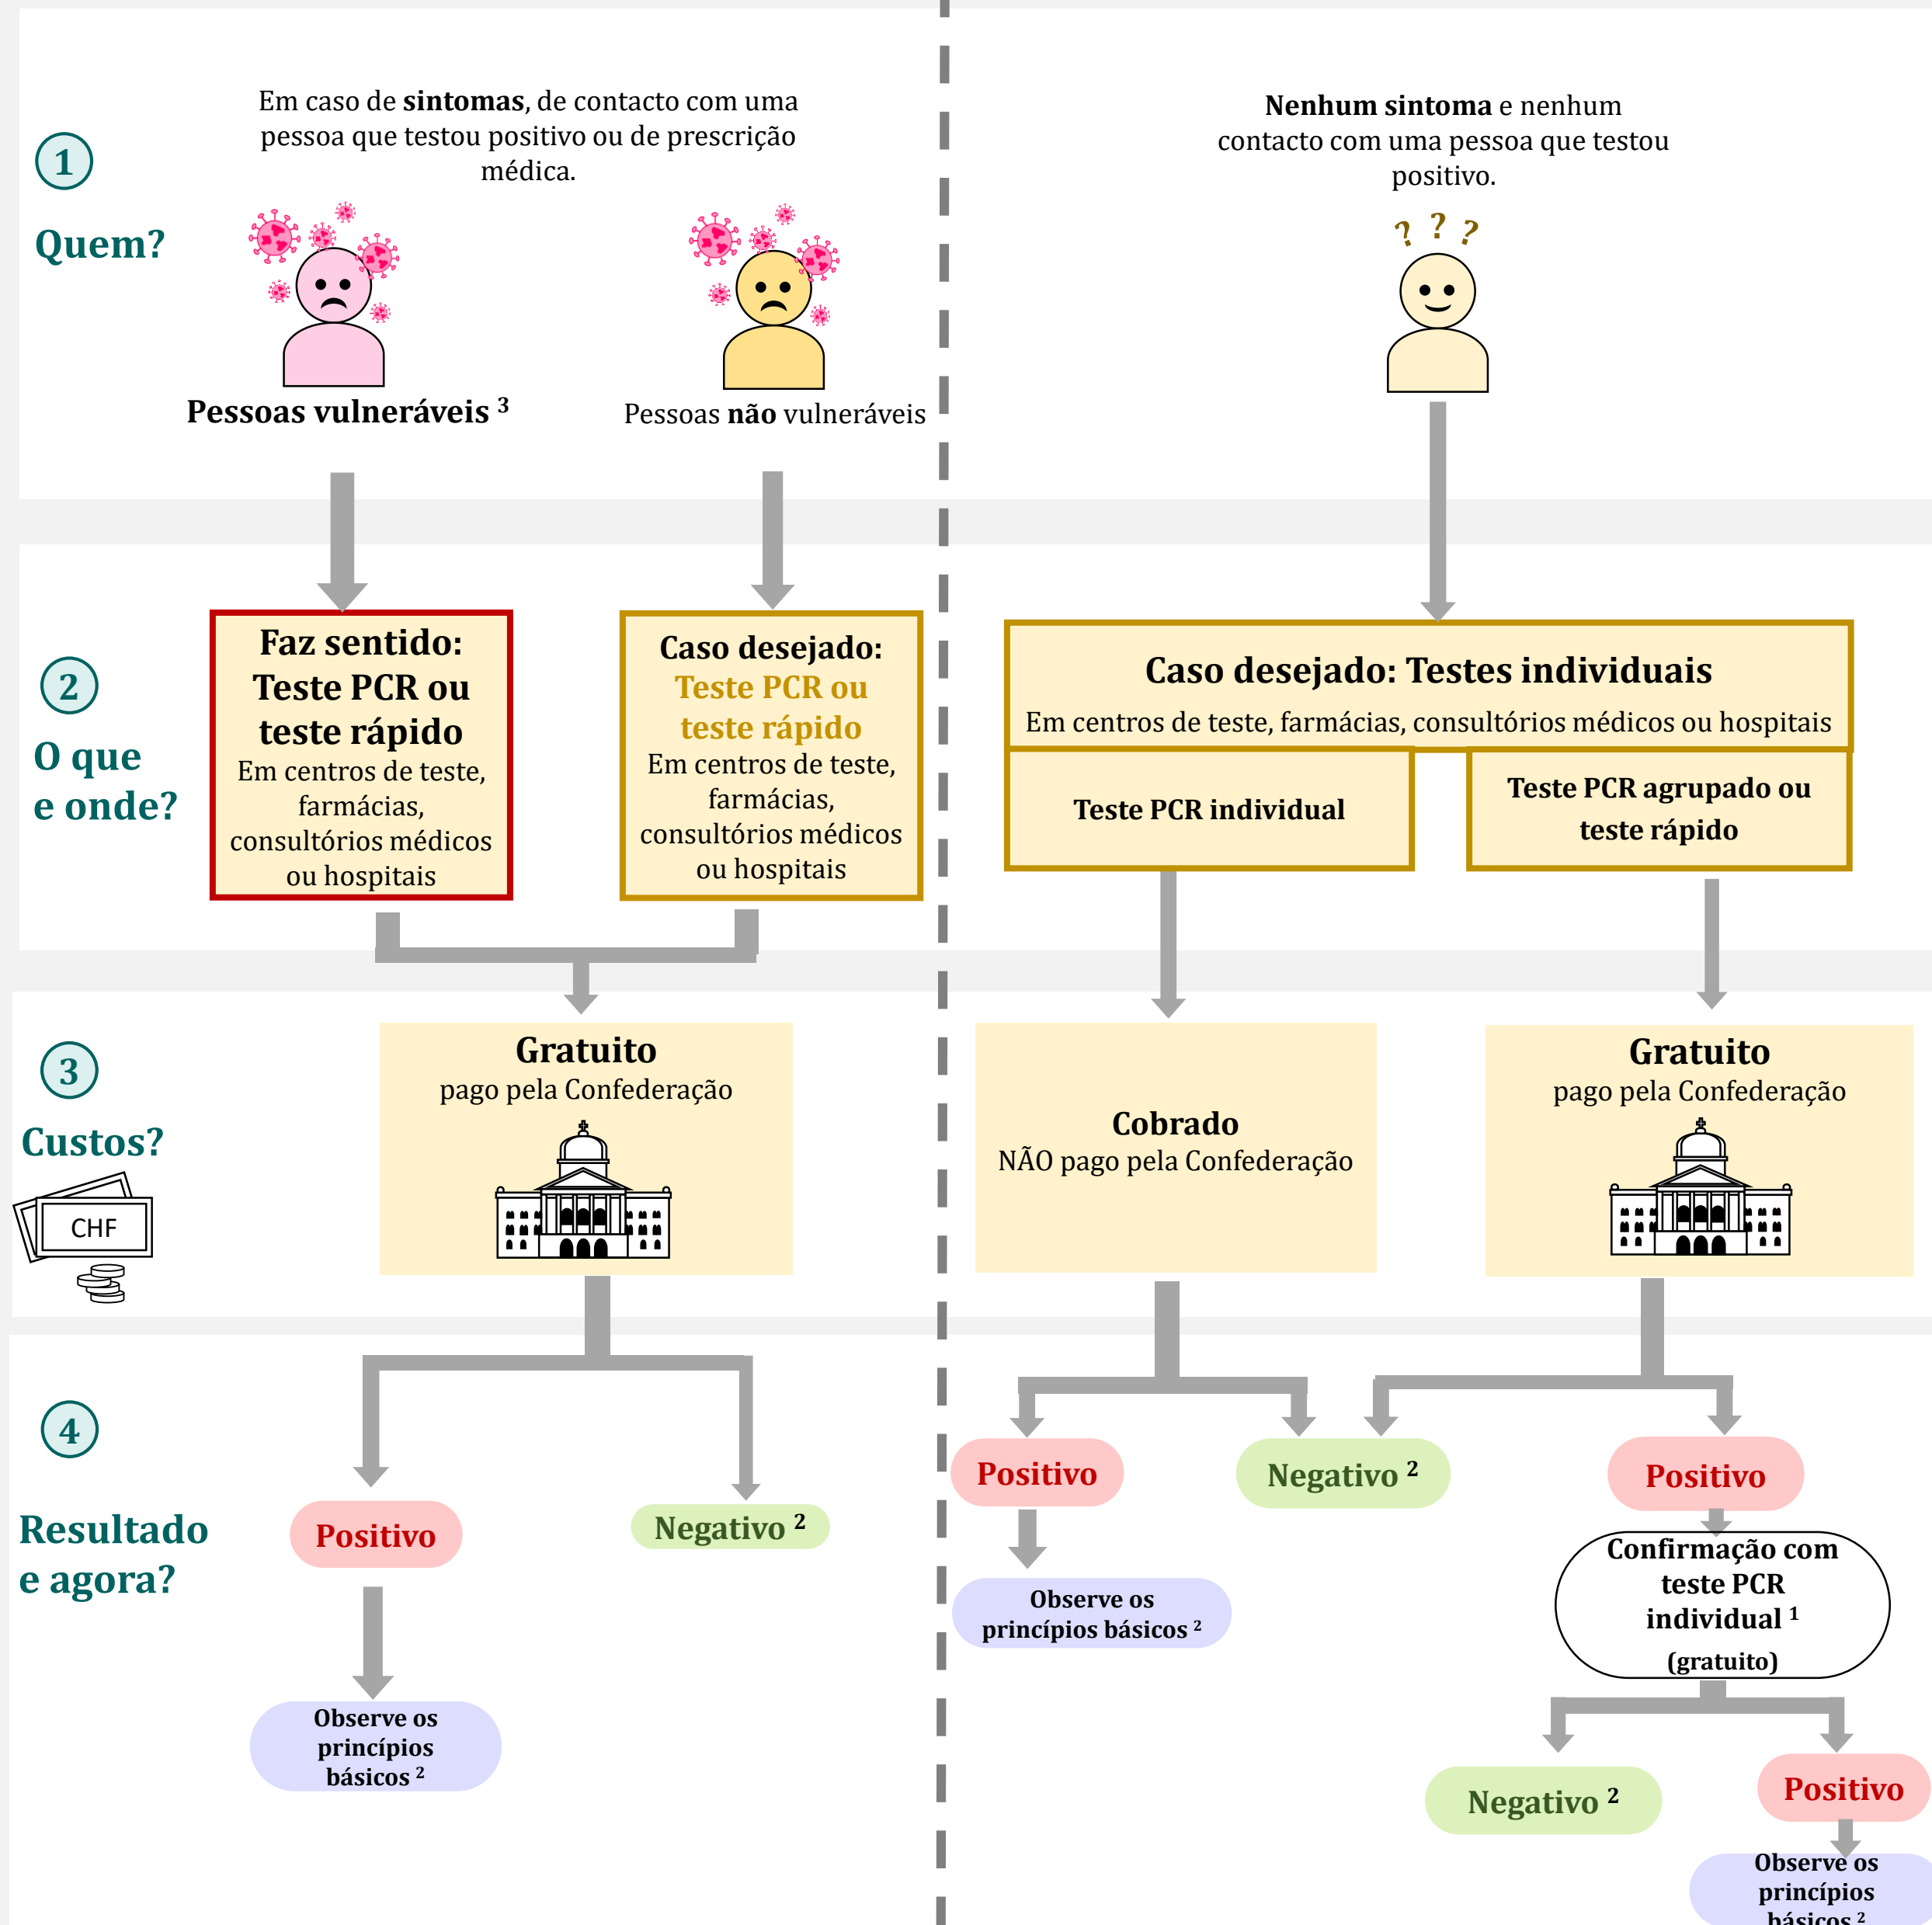 1
Quem?
Em caso de sintomas, de contacto com uma
pessoa que testou positivo ou de prescrição
médica.
Pessoas vulneráveis ³
Pessoas não vulneráveis
Nenhum sintoma e nenhum
contacto com uma pessoa que testou
positivo.
? ? ?
2
O que
e onde?
Faz sentido:
Teste PCR ou
teste rápido
Em centros de teste,
farmácias,
consultórios médicos
ou hospitais
Caso desejado:
Teste PCR ou
teste rápido
Em centros de teste,
farmácias,
consultórios médicos
ou hospitais
Caso desejado: Testes individuais
Em centros de teste, farmácias, consultórios médicos ou hospitais
Teste PCR individual
Teste PCR agrupado ou
teste rápido
3
Custos?
CHF
Gratuito
pago pela Confederação
Cobrado
NÃO pago pela Confederação
Gratuito
pago pela Confederação
4
Resultado
e agora?
Positivo
Negativo ²
Observe os
princípios
básicos ²
Positivo
Negativo ²
Positivo
Observe os
princípios básicos ²
Confirmação com
teste PCR
individual ¹
(gratuito)
Negativo ²
Positivo
Observe os
princípios
básicos ²